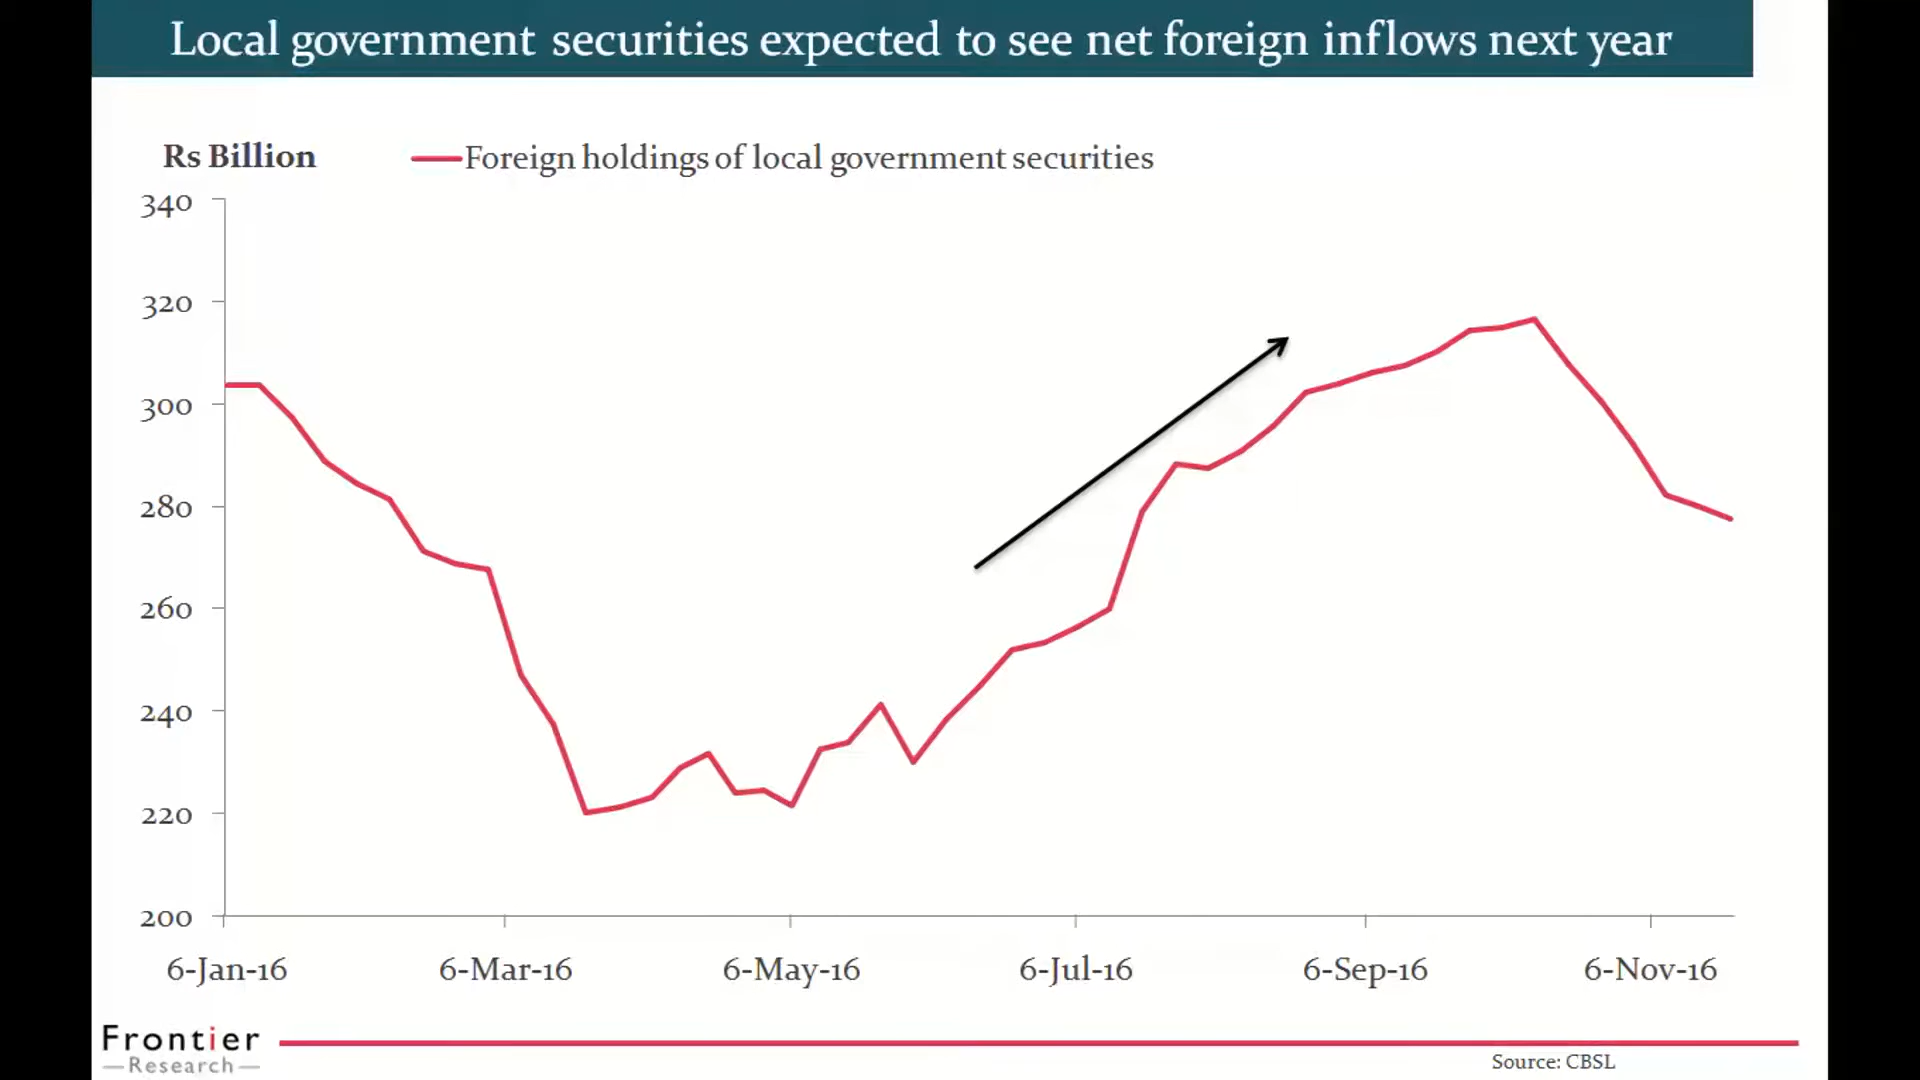 Local government securities expected to see net foreign inflows next year
Rs Billion
Foreign holdings of local government securities
340
320
300
280
260
240
220
200
6-Jan-16 6-Mar-16 6-May-16 6-Jul-16 6-Sep-16 6-Nov-16
Frontier
Research
Source: CBSL